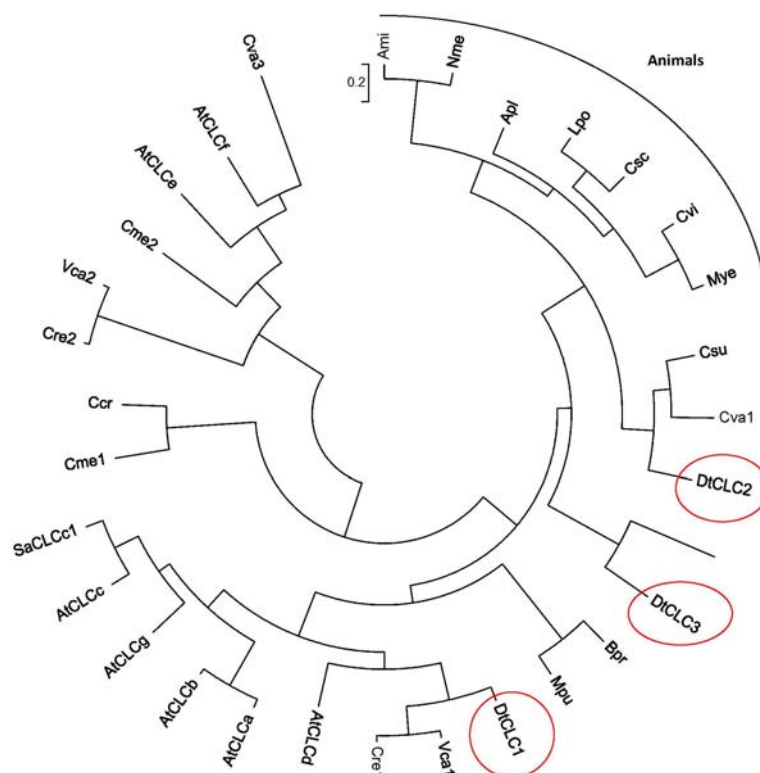 Animals
0.2
Ami
Nme
Apl
Lpo
Csc
Cvi
Mye
Csu
Cva1
DtCLC2
DtCLC3
Bpr
Mpu
DtCLC1
Vca1
Cre1
AtCLCd
AtCLCa
AtCLCb
AtCLCg
AtCLCc
SaCLCc1
Cme1
Ccr
Cre2
Vca2
Cme2
AtCLCe
AtCLCf
Cva3